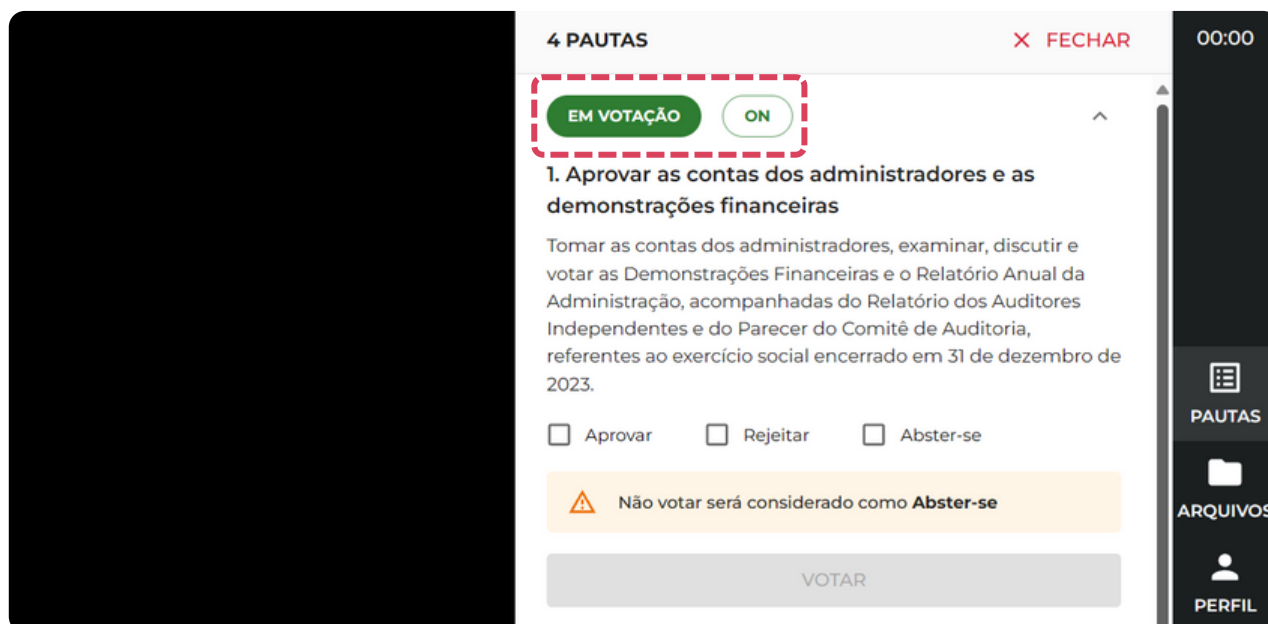 4 PAUTAS
FECHAR
00:00
EM VOTAÇÃO
ON
1. Aprovar as contas dos administradores e as
demonstrações financeiras
Tomar as contas dos administradores, examinar, discutir e
votar as Demonstrações Financeiras e o Relatório Anual da
Administração, acompanhadas do Relatório dos Auditores
Independentes e do Parecer do Comitê de Auditoria,
referentes ao exercício social encerrado em 31 de dezembro de
2023.
Aprovar
Rejeitar
Abster-se
Não votar será considerado como Abster-se
VOTAR
PAUTAS
ARQUIVOS
PERFIL